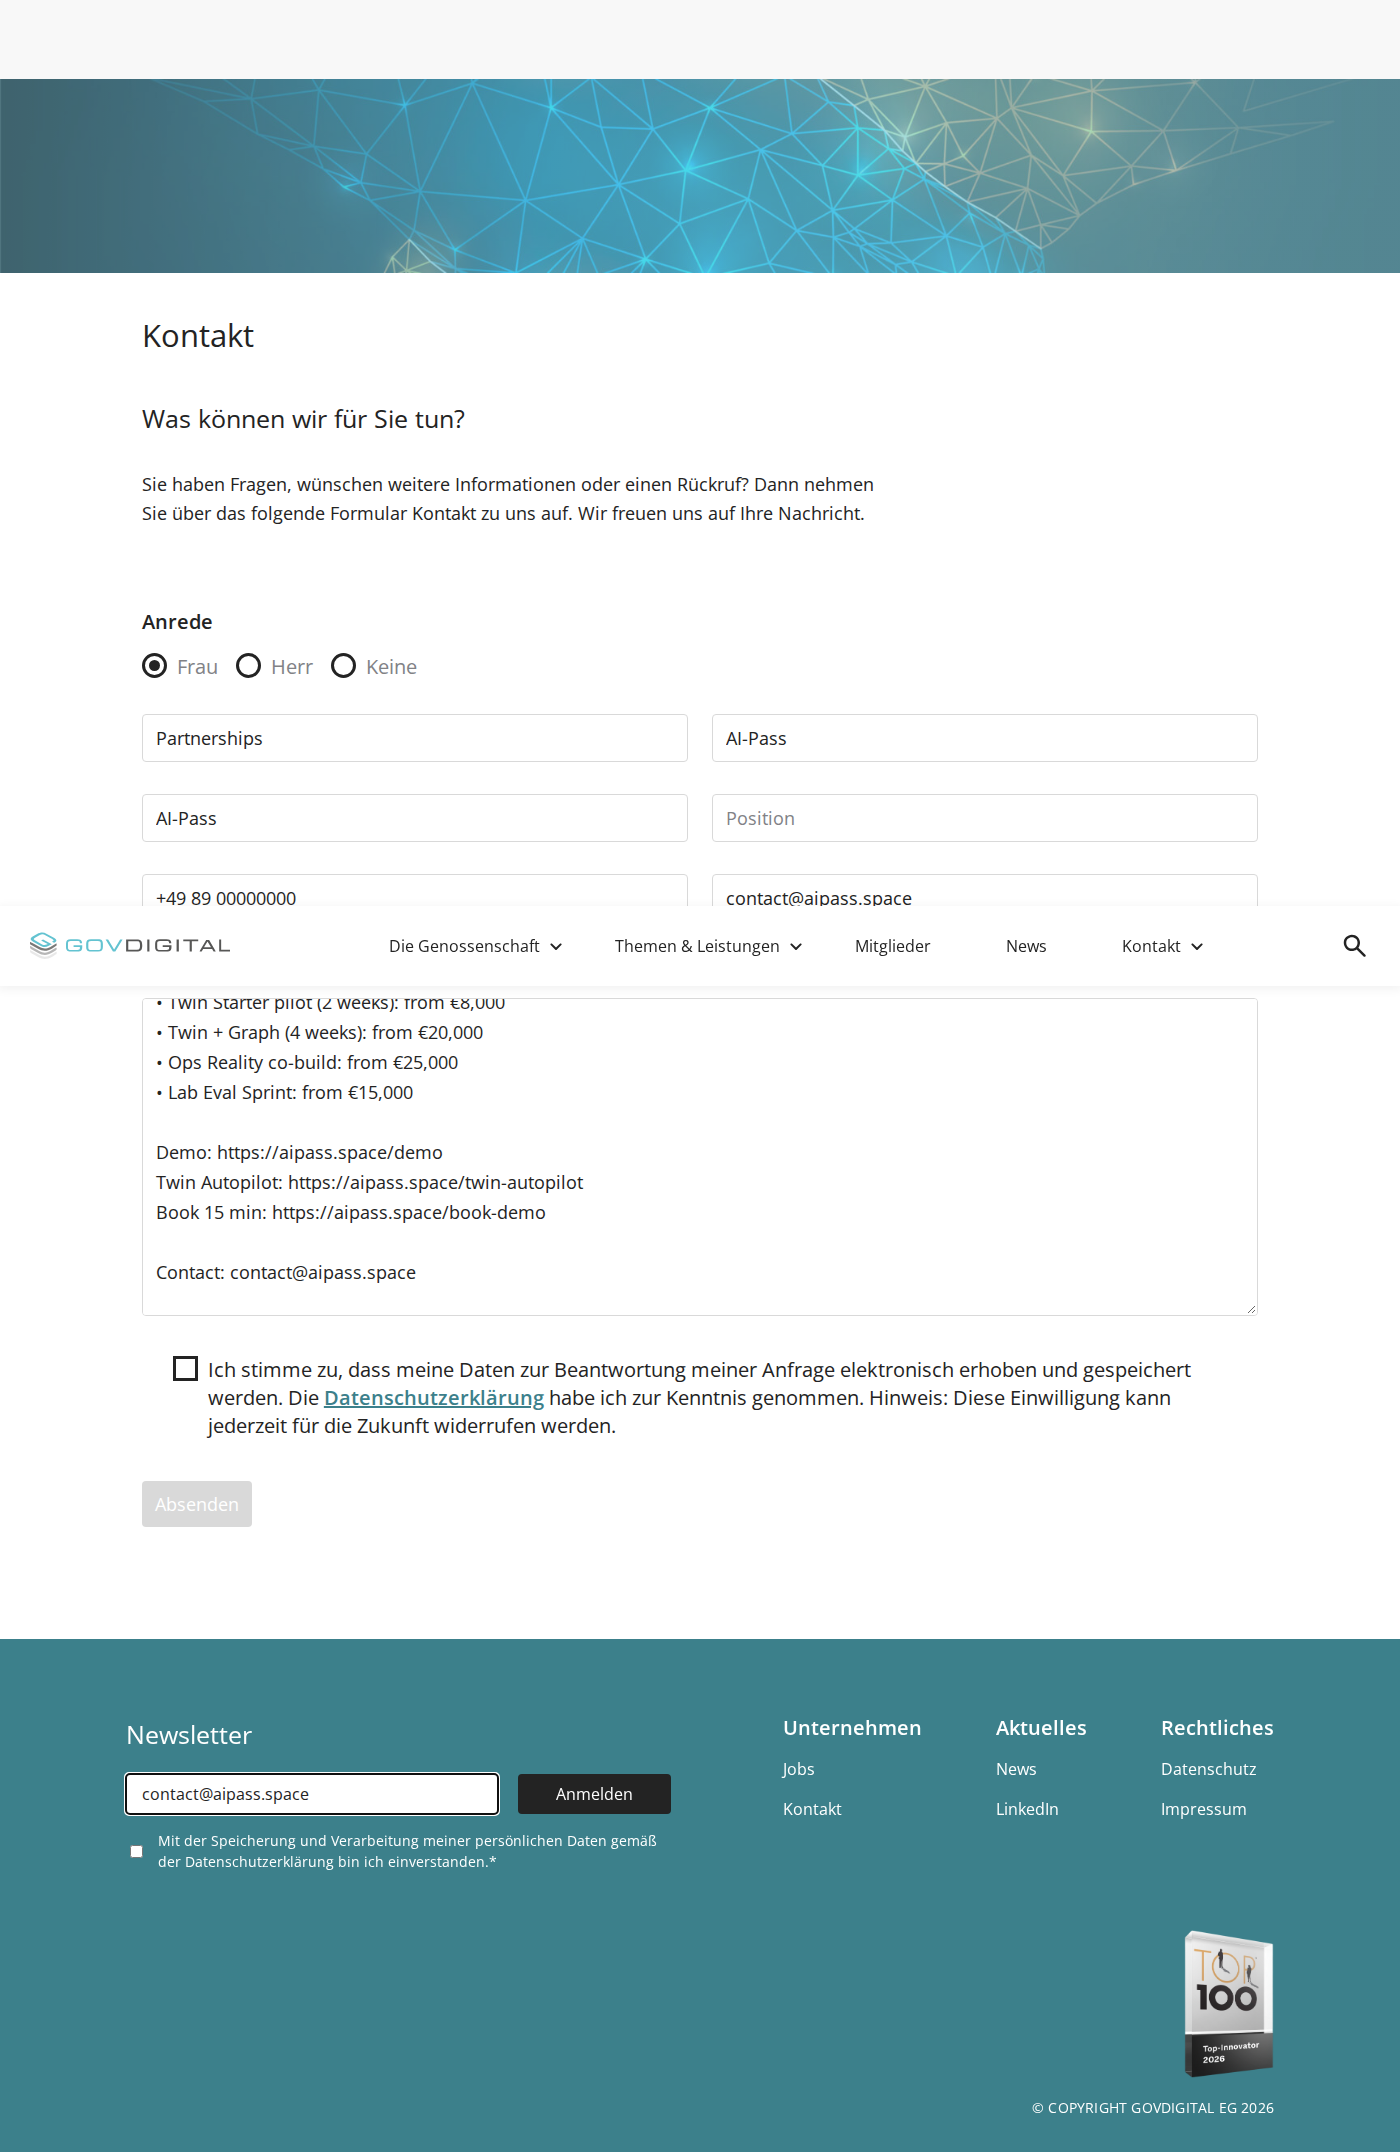 Kontakt
Was können wir für Sie tun?
Sie haben Fragen, wünschen weitere Informationen oder einen Rückruf? Dann nehmen
Sie über das folgende Formular Kontakt zu uns auf. Wir freuen uns auf Ihre Nachricht.
Anrede
Frau Herr Keine
Partnerships AI-Pass
AI-Pass Position
+49 89 00000000 contact@aipass.space
GOVDIGITAL Die Genossenschaft Themen & Leistungen Mitglieder News Kontakt
• Twin Starter pilot (2 weeks): from €8,000
• Twin + Graph (4 weeks): from €20,000
• Ops Reality co-build: from €25,000
• Lab Eval Sprint: from €15,000
Demo: https://aipass.space/demo
Twin Autopilot: https://aipass.space/twin-autopilot
Book 15 min: https://aipass.space/book-demo
Contact: contact@aipass.space
Ich stimme zu, dass meine Daten zur Beantwortung meiner Anfrage elektronisch erhoben und gespeichert
werden. Die Datenschutzerklärung habe ich zur Kenntnis genommen. Hinweis: Diese Einwilligung kann
jederzeit für die Zukunft widerrufen werden.
Absenden
Newsletter
contact@aipass.space Anmelden
Mit der Speicherung und Verarbeitung meiner persönlichen Daten gemäß
der Datenschutzerklärung bin ich einverstanden.*
Unternehmen Aktuelles Rechtliches
Jobs News Datenschutz
Kontakt LinkedIn Impressum
TOP
100
Top-Innovator
2026
© COPYRIGHT GOVDIGITAL EG 2026